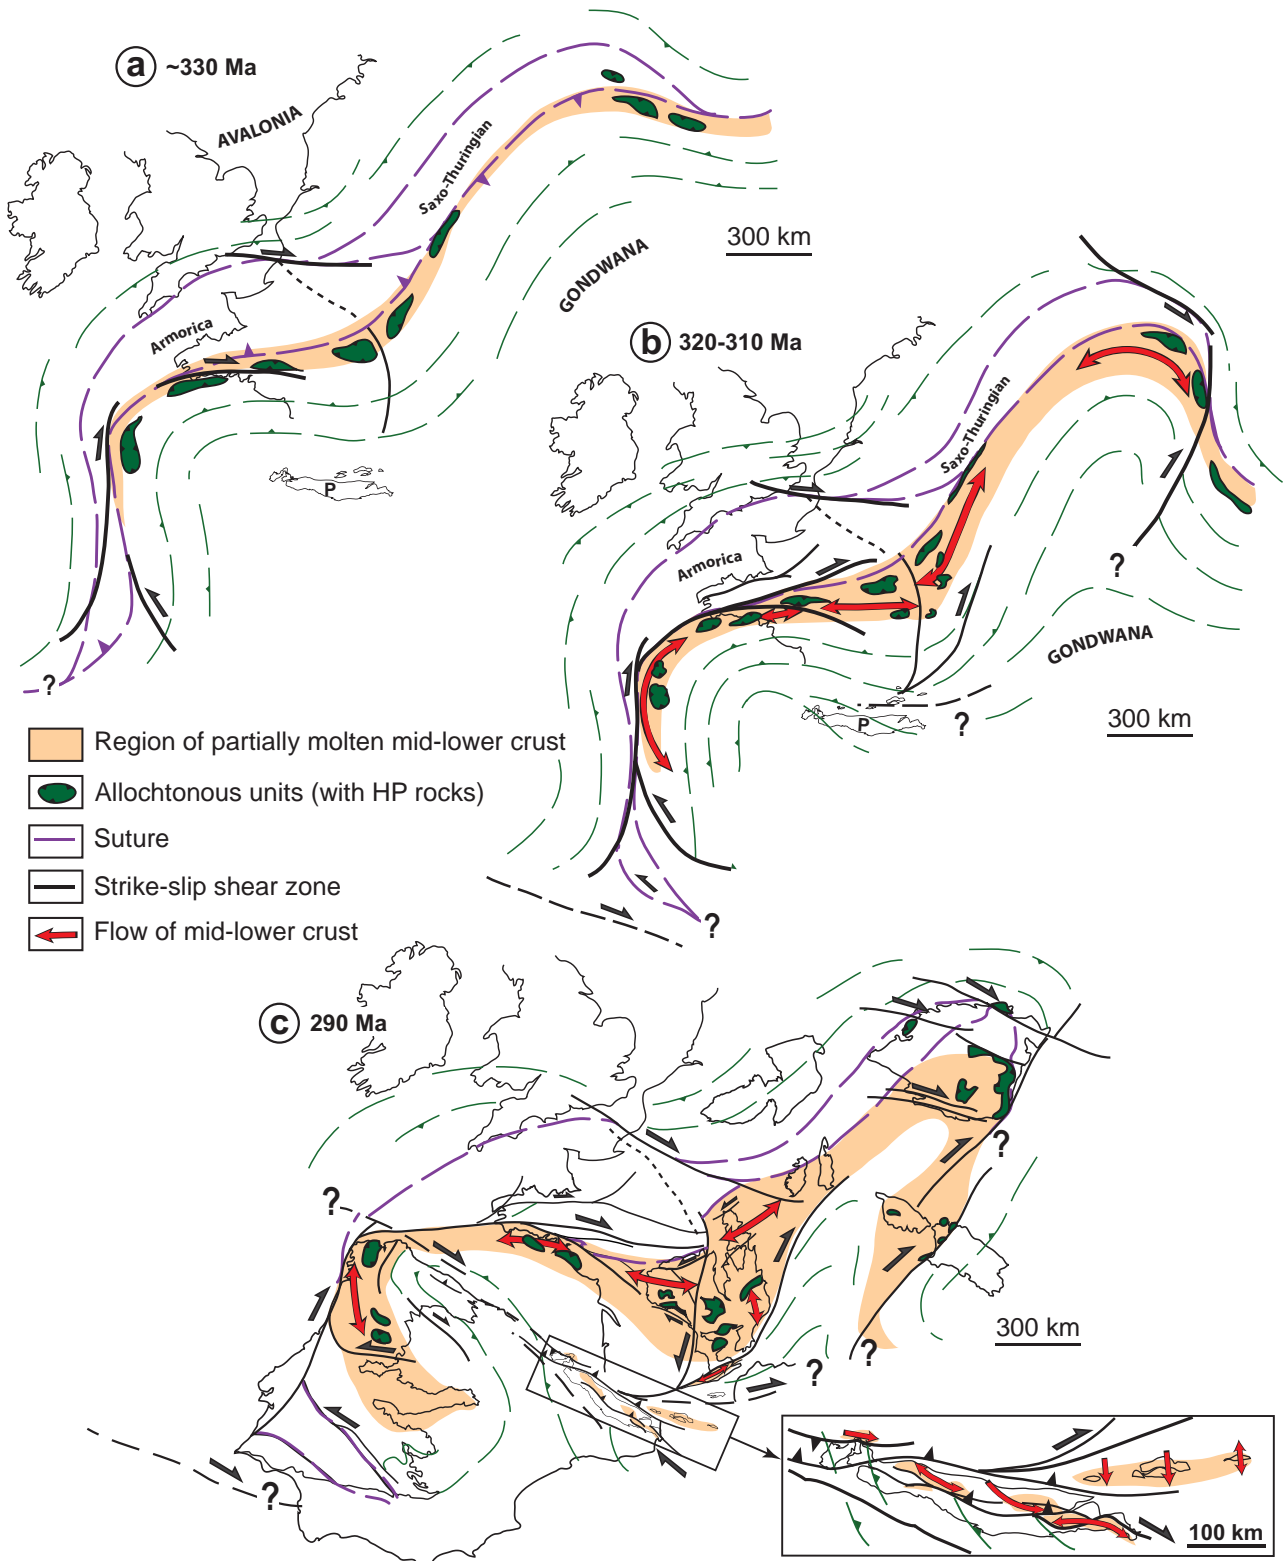 a ~330 Ma
AVALONIA
Saxo-Thuringian
300 km
GONDWANA
Armorica
P
?
b 320-310 Ma
Saxo-Thuringian
Armorica
?
GONDWANA
P
?
300 km
?
Region of partially molten mid-lower crust
Allochtonous units (with HP rocks)
Suture
Strike-slip shear zone
Flow of mid-lower crust
c 290 Ma
?
?
300 km
?
?
?
100 km